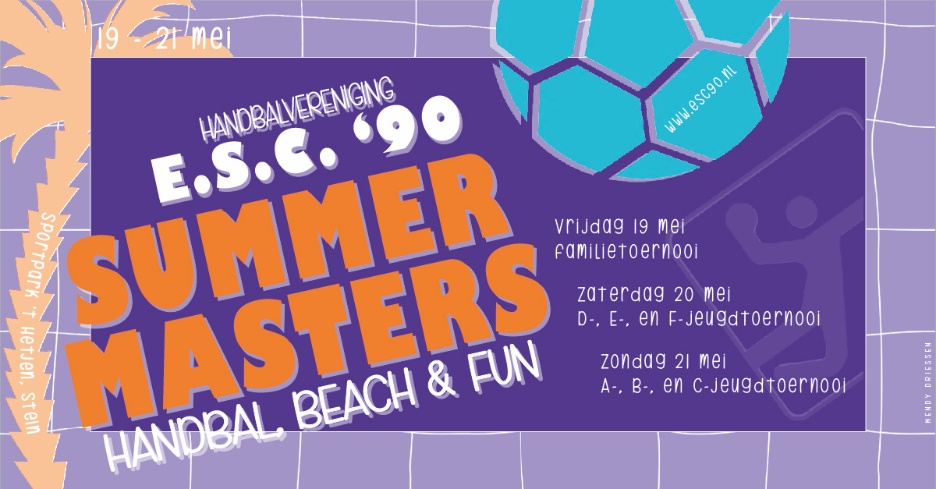 19 - 21 mei
HANDBALVERENIGING
E.S.C. '90
SUMMER
MASTERS
HANDBAL, BEACH & FUN
www.esc90.nl
Vrijdag 19 mei
Familietoernooi
Zaterdag 20 mei
D-, E-, en F-Jeugdtoernooi
Zondag 21 mei
A-, B-, en C-Jeugdtoernooi
Sportpark 't Hetjen, Stein
MENDY DRIESSEN